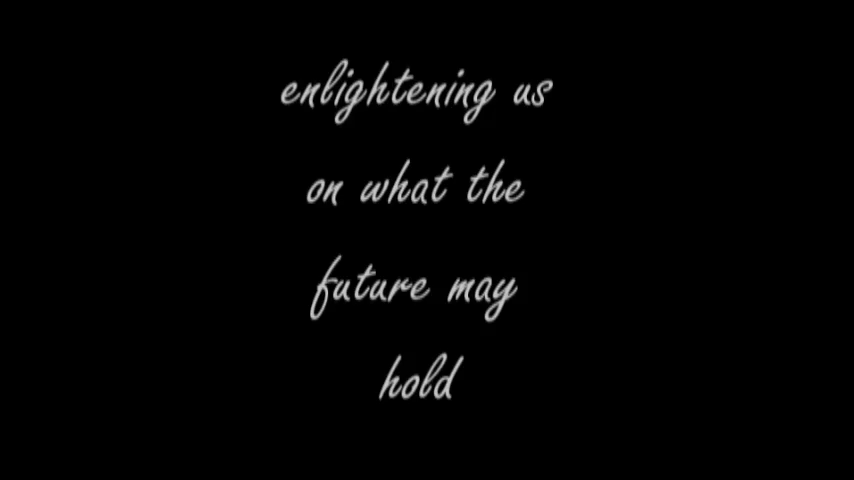 enlightening us
on what the
future may
hold